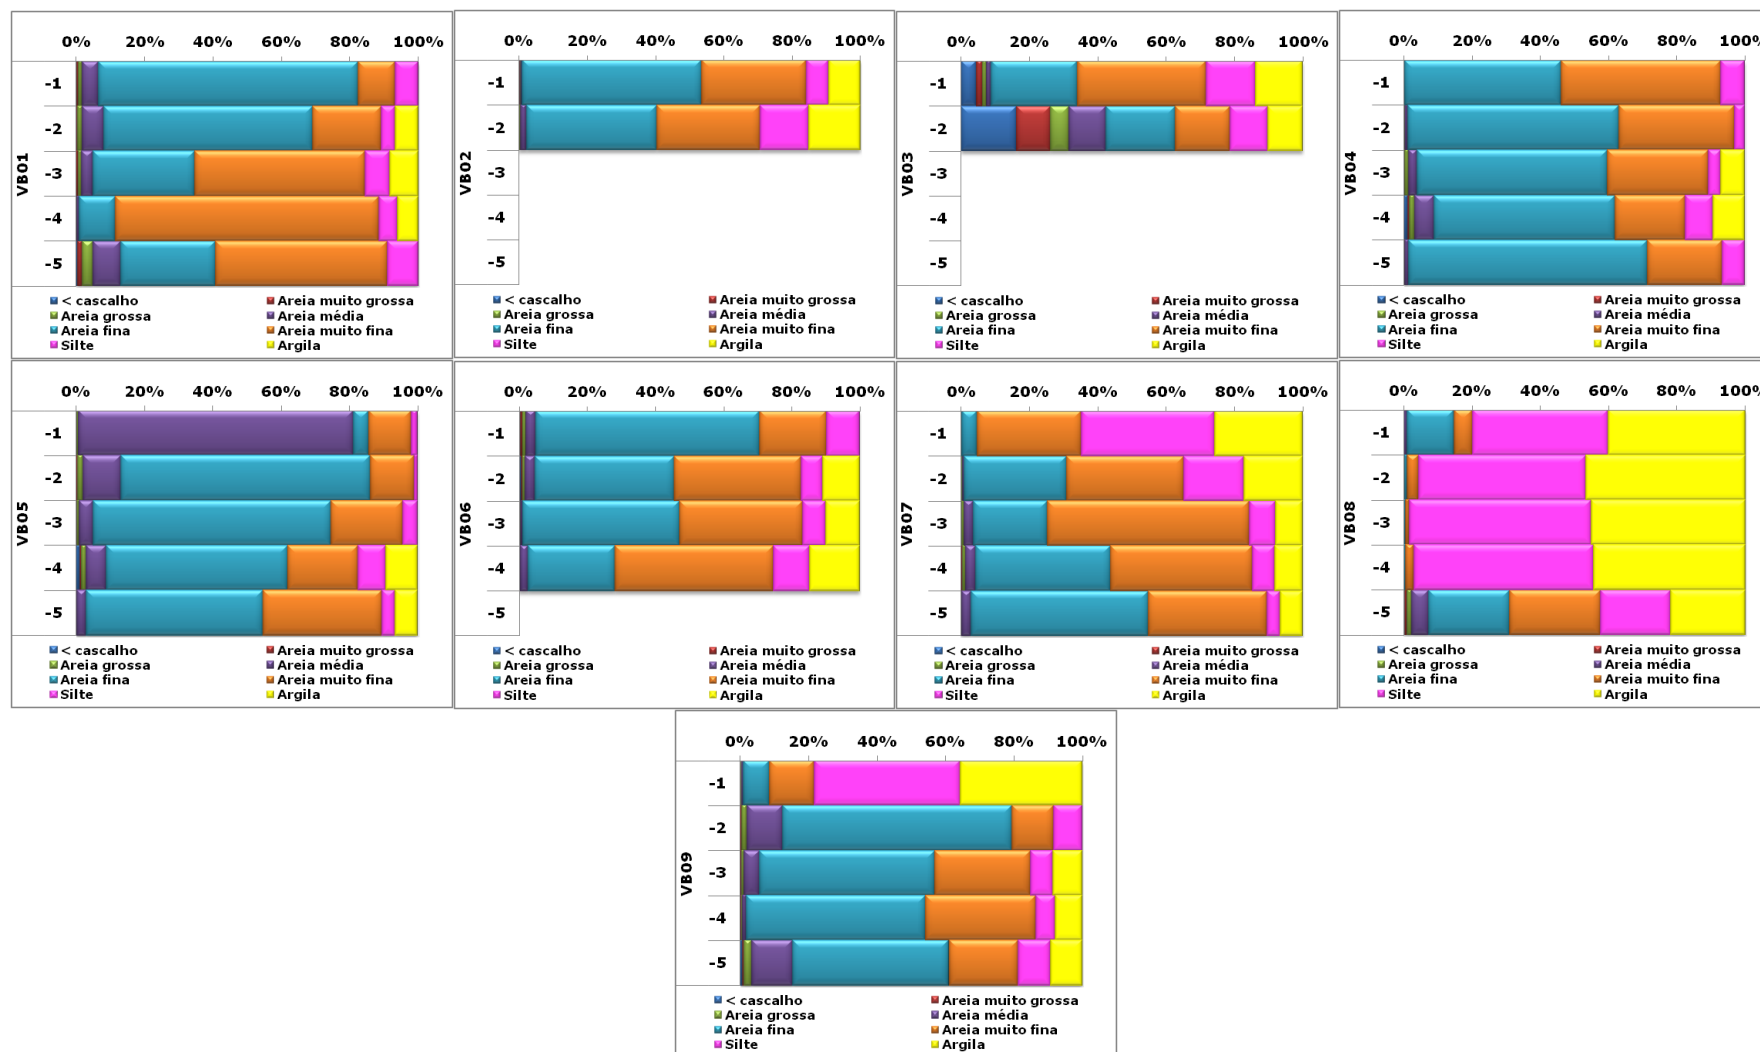 0% 20% 40% 60% 80% 100%
VB01
-1
-2
-3
-4
-5
< cascalho Areia muito grossa
Areia grossa Areia média
Areia fina Areia muito fina
Silte Argila
0% 20% 40% 60% 80% 100%
VB02
-1
-2
-3
-4
-5
< cascalho Areia muito grossa
Areia grossa Areia média
Areia fina Areia muito fina
Silte Argila
0% 20% 40% 60% 80% 100%
VB03
-1
-2
-3
-4
-5
< cascalho Areia muito grossa
Areia grossa Areia média
Areia fina Areia muito fina
Silte Argila
0% 20% 40% 60% 80% 100%
VB04
-1
-2
-3
-4
-5
< cascalho Areia muito grossa
Areia grossa Areia média
Areia fina Areia muito fina
Silte Argila
0% 20% 40% 60% 80% 100%
VB05
-1
-2
-3
-4
-5
< cascalho Areia muito grossa
Areia grossa Areia média
Areia fina Areia muito fina
Silte Argila
0% 20% 40% 60% 80% 100%
VB06
-1
-2
-3
-4
-5
< cascalho Areia muito grossa
Areia grossa Areia média
Areia fina Areia muito fina
Silte Argila
0% 20% 40% 60% 80% 100%
VB07
-1
-2
-3
-4
-5
< cascalho Areia muito grossa
Areia grossa Areia média
Areia fina Areia muito fina
Silte Argila
0% 20% 40% 60% 80% 100%
VB08
-1
-2
-3
-4
-5
< cascalho Areia muito grossa
Areia grossa Areia média
Areia fina Areia muito fina
Silte Argila
0% 20% 40% 60% 80% 100%
VB09
-1
-2
-3
-4
-5
< cascalho Areia muito grossa
Areia grossa Areia média
Areia fina Areia muito fina
Silte Argila